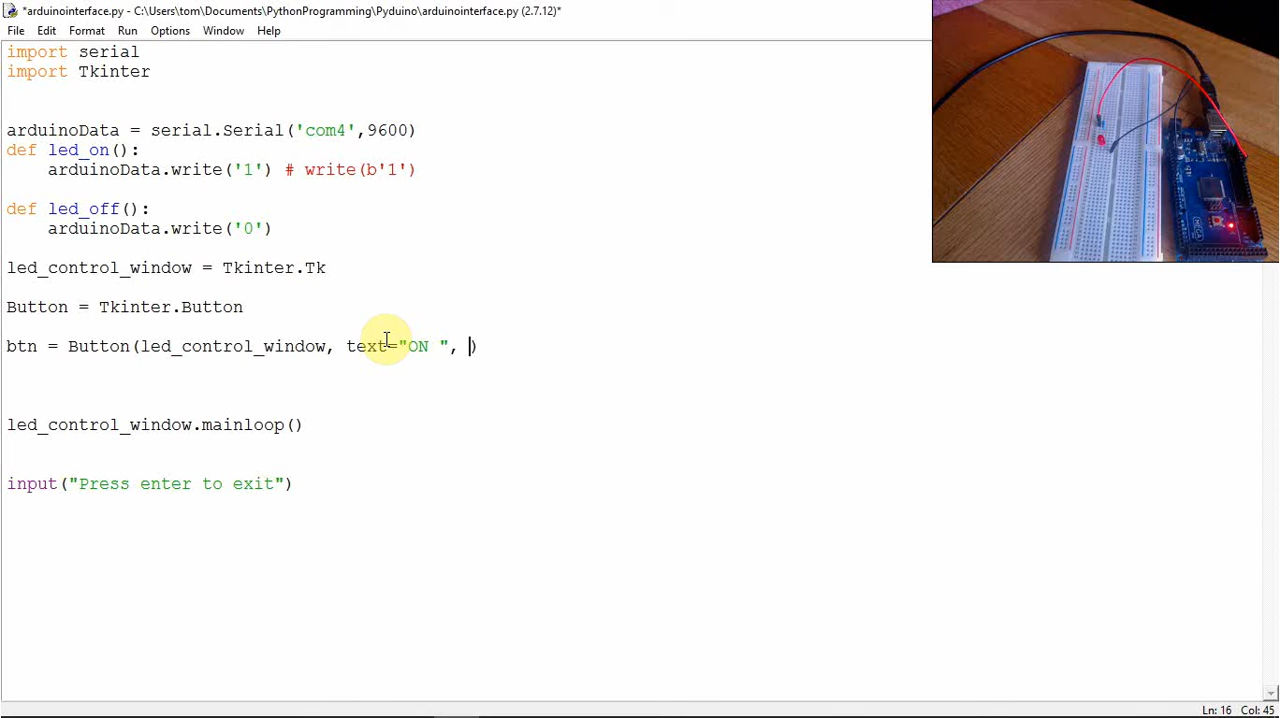 *arduinointerface.py - C:\Users\tom\Documents\PythonProgramming\Pyduino\arduinointerface.py (2.7.12)*
File Edit Format Run Options Window Help
import serial
import Tkinter
arduinoData = serial.Serial('com4',9600)
def led_on():
    arduinoData.write('1') # write(b'1')
def led_off():
    arduinoData.write('0')
led_control_window = Tkinter.Tk
Button = Tkinter.Button
btn = Button(led_control_window, text="ON ", )
led_control_window.mainloop()
input("Press enter to exit")
MEGA
Ln: 16 Col: 45